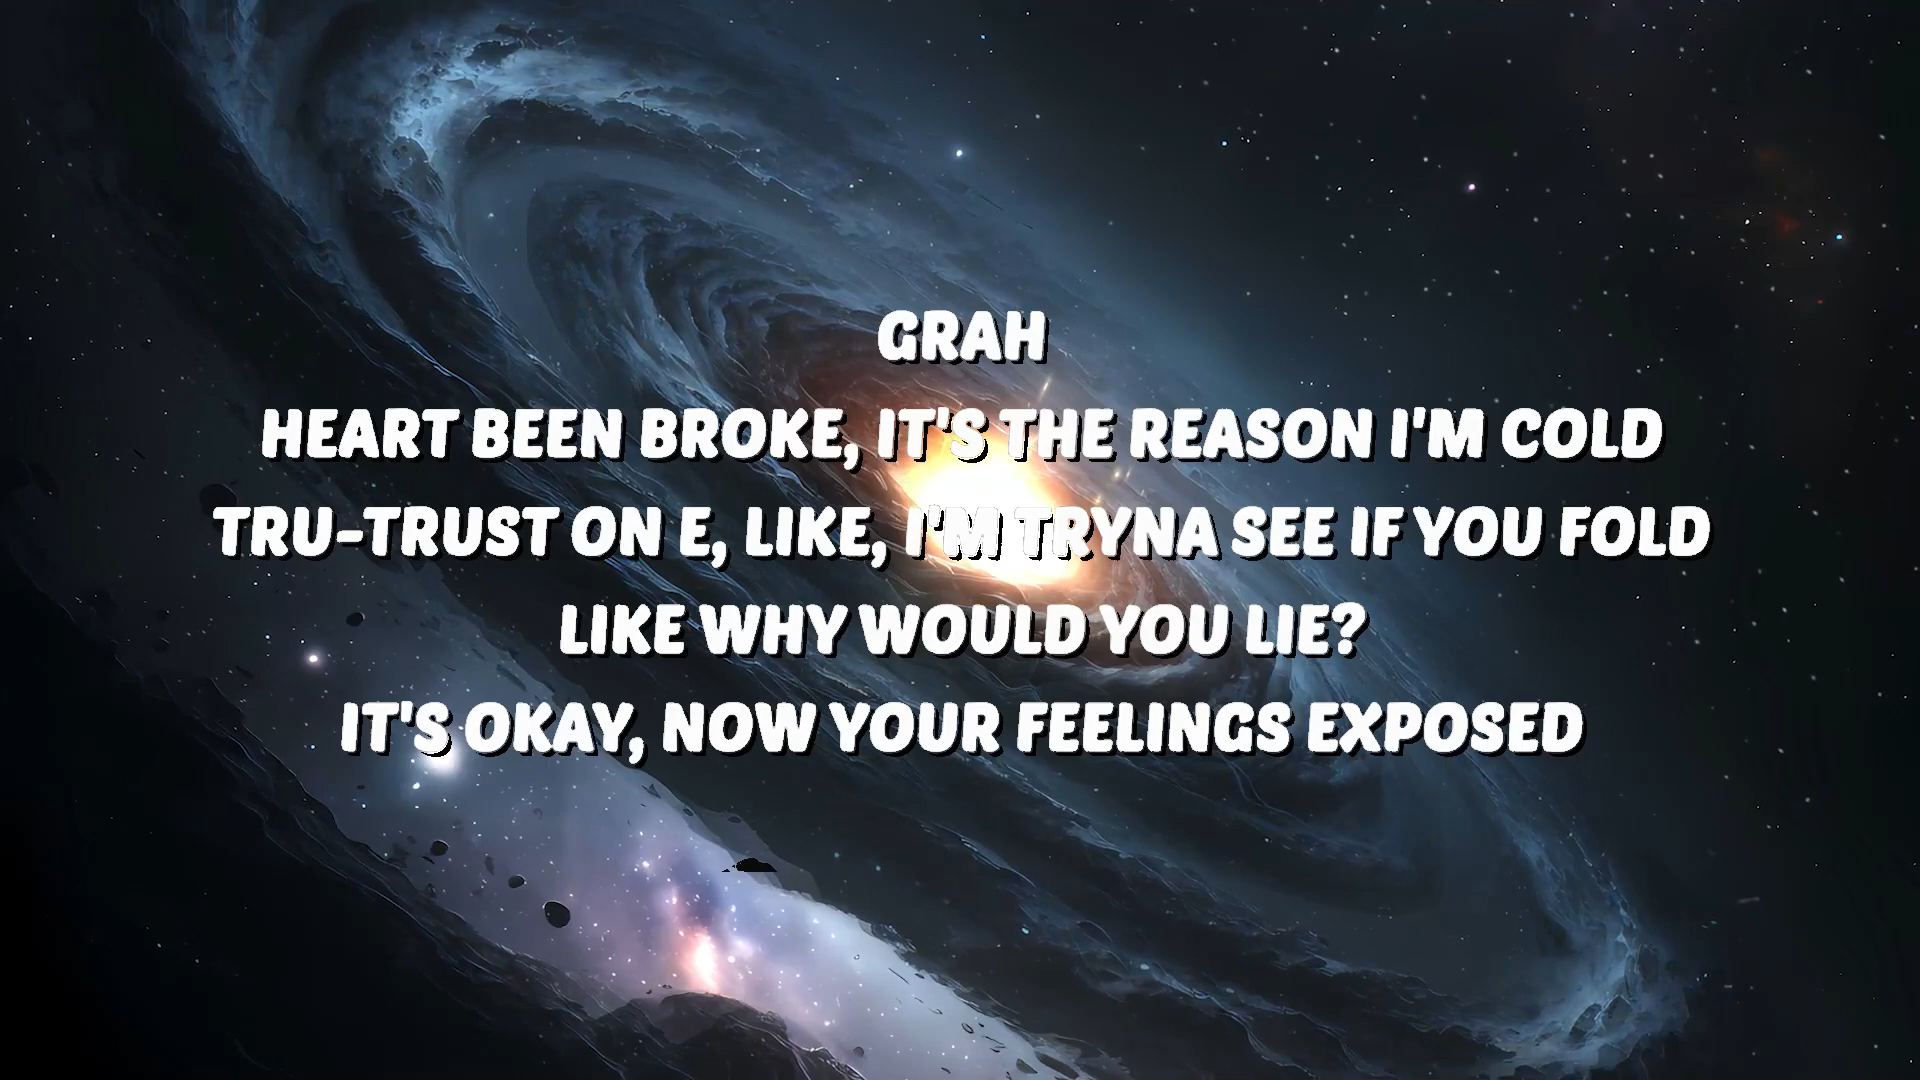 GRAH
HEART BEEN BROKE, IT'S THE REASON I'M COLD
TRU-TRUST ON E, LIKE, I'M TRYNA SEE IF YOU FOLD
LIKE WHY WOULD YOU LIE?
IT'S OKAY, NOW YOUR FEELINGS EXPOSED